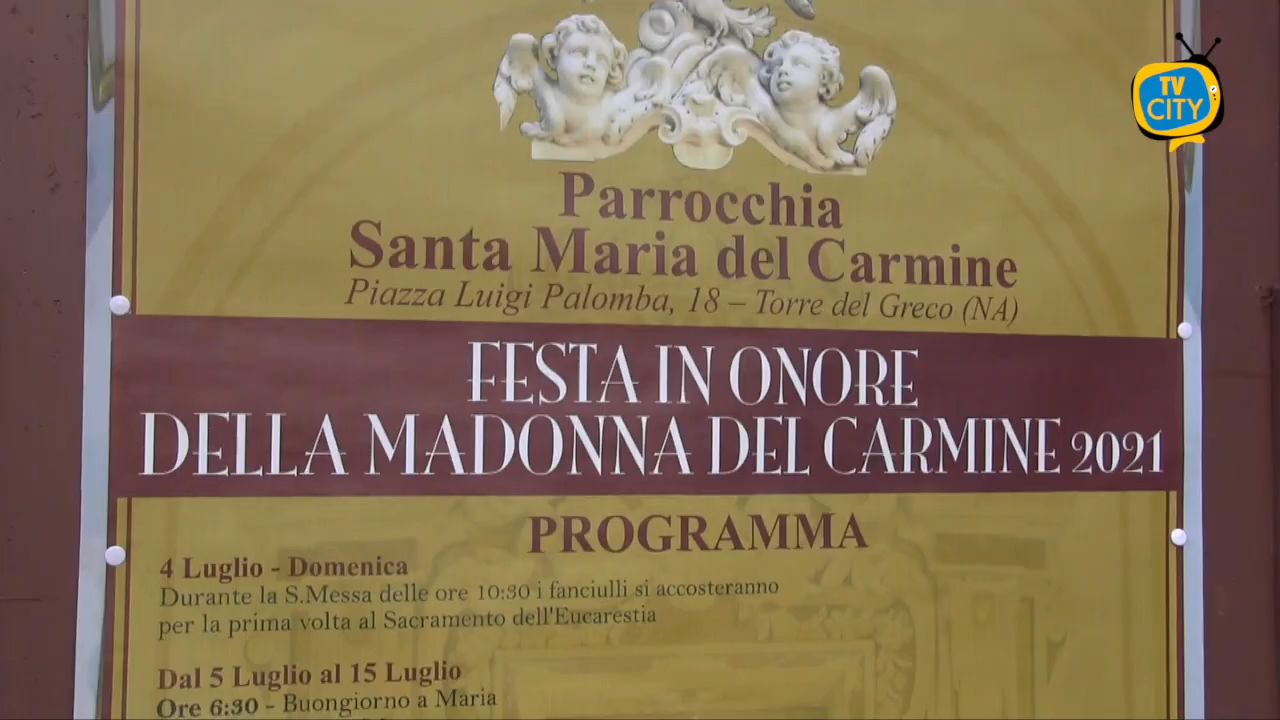 TV
CITY
Parrocchia
Santa Maria del Carmine
Piazza Luigi Palomba, 18 – Torre del Greco (NA)
FESTA IN ONORE
DELLA MADONNA DEL CARMINE 2021
PROGRAMMA
4 Luglio - Domenica
Durante la S.Messa delle ore 10:30 i fanciulli si accosteranno
per la prima volta al Sacramento dell'Eucarestia
Dal 5 Luglio al 15 Luglio
Ore 6:30 - Buongiorno a Maria